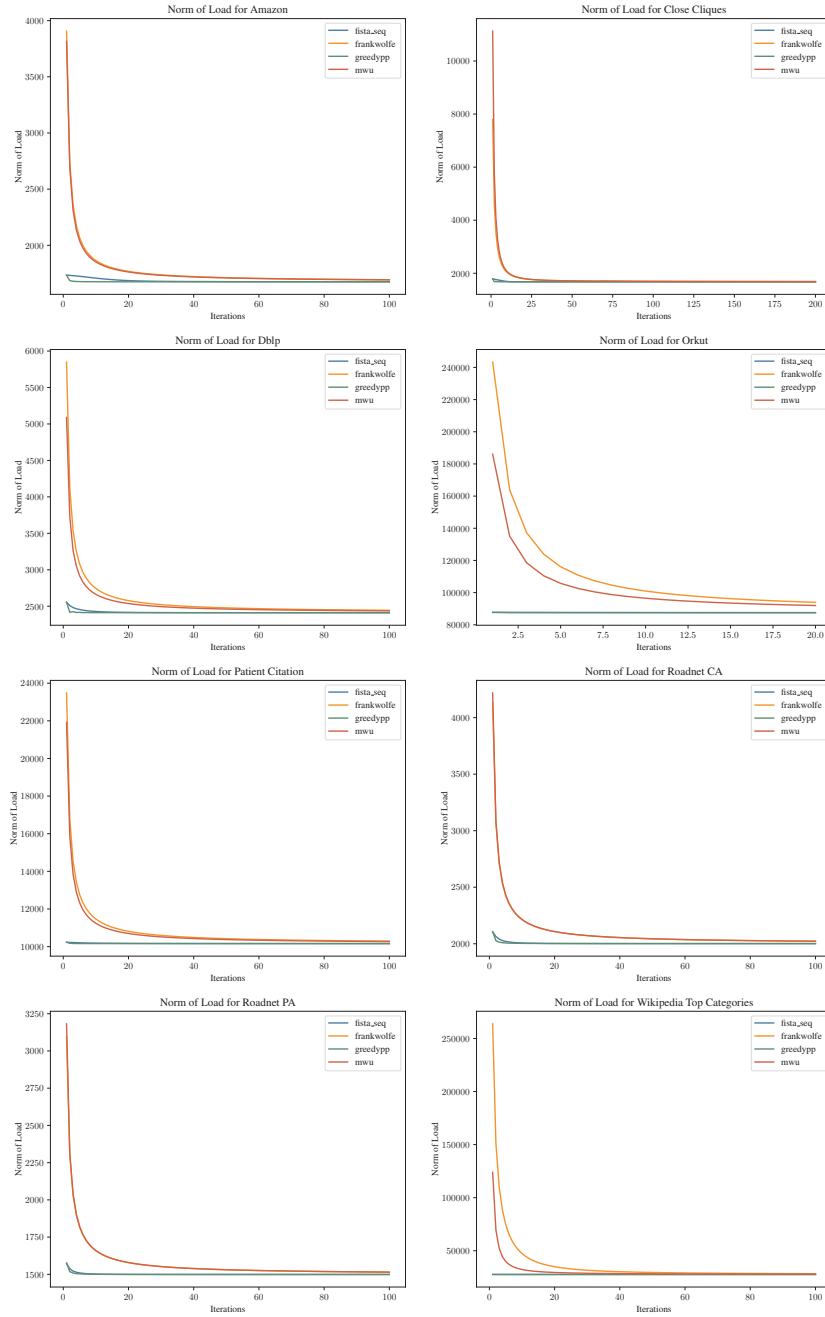 Norm of Load for Amazon
4000
3500
3000
2500
2000
Norm of Load
0 20 40 60 80 100
Iterations
fista_seq
frankwolfe
greedypp
mwu
Norm of Load for Close Cliques
10000
8000
6000
4000
2000
Norm of Load
0 25 50 75 100 125 150 175 200
Iterations
fista_seq
frankwolfe
greedypp
mwu
Norm of Load for Dblp
6000
5500
5000
4500
4000
3500
3000
2500
Norm of Load
0 20 40 60 80 100
Iterations
fista_seq
frankwolfe
greedypp
mwu
Norm of Load for Orkut
240000
220000
200000
180000
160000
140000
120000
100000
80000
Norm of Load
2.5 5.0 7.5 10.0 12.5 15.0 17.5 20.0
Iterations
fista_seq
frankwolfe
greedypp
mwu
Norm of Load for Patient Citation
24000
22000
20000
18000
16000
14000
12000
10000
Norm of Load
0 20 40 60 80 100
Iterations
fista_seq
frankwolfe
greedypp
mwu
Norm of Load for Roadnet CA
4000
3500
3000
2500
2000
Norm of Load
0 20 40 60 80 100
Iterations
fista_seq
frankwolfe
greedypp
mwu
Norm of Load for Roadnet PA
3250
3000
2750
2500
2250
2000
1750
1500
Norm of Load
0 20 40 60 80 100
Iterations
fista_seq
frankwolfe
greedypp
mwu
Norm of Load for Wikipedia Top Categories
250000
200000
150000
100000
50000
Norm of Load
0 20 40 60 80 100
Iterations
fista_seq
frankwolfe
greedypp
mwu